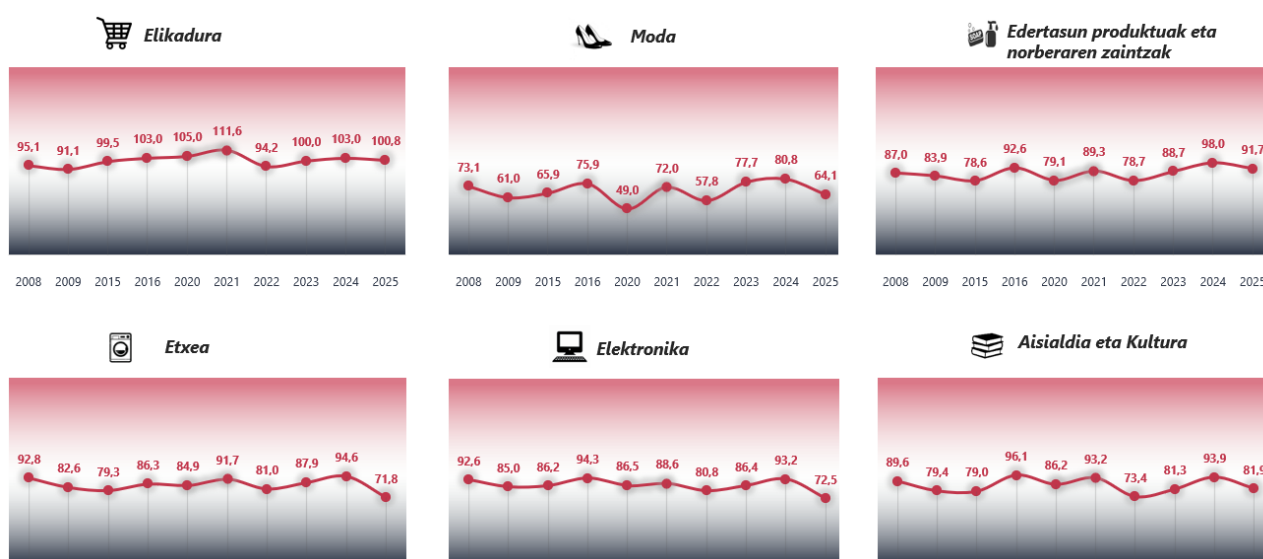 Elikadura
Moda
Edertasun produktuak eta
norberaren zaintzak
95,1 91,1 99,5 103,0 105,0 111,6 94,2 100,0 103,0 100,8
73,1 61,0 65,9 75,9 49,0 72,0 57,8 77,7 80,8 64,1
87,0 83,9 78,6 92,6 79,1 89,3 78,7 88,7 98,0 91,7
2008 2009 2015 2016 2020 2021 2022 2023 2024 2025
2008 2009 2015 2016 2020 2021 2022 2023 2024 2025
2008 2009 2015 2016 2020 2021 2022 2023 2024 2025
Etxea
Elektronika
Aisialdia eta Kultura
92,8 82,6 79,3 86,3 84,9 91,7 81,0 87,9 94,6 71,8
92,6 85,0 86,2 94,3 86,5 88,6 80,8 86,4 93,2 72,5
89,6 79,4 79,0 96,1 86,2 93,2 73,4 81,3 93,9 81,9